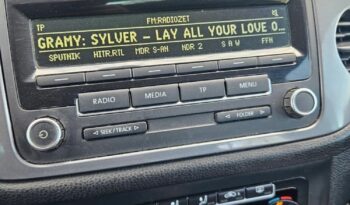 TP FM:RADIOZET
GRAMY: SYLVER - LAY ALL YOUR LOVE O...
SPUTNIK HITR.RTL MDR S-AN MDR 2 S A W FFN
RADIO MEDIA TP MENU
SEEK / TRACK FOLDER